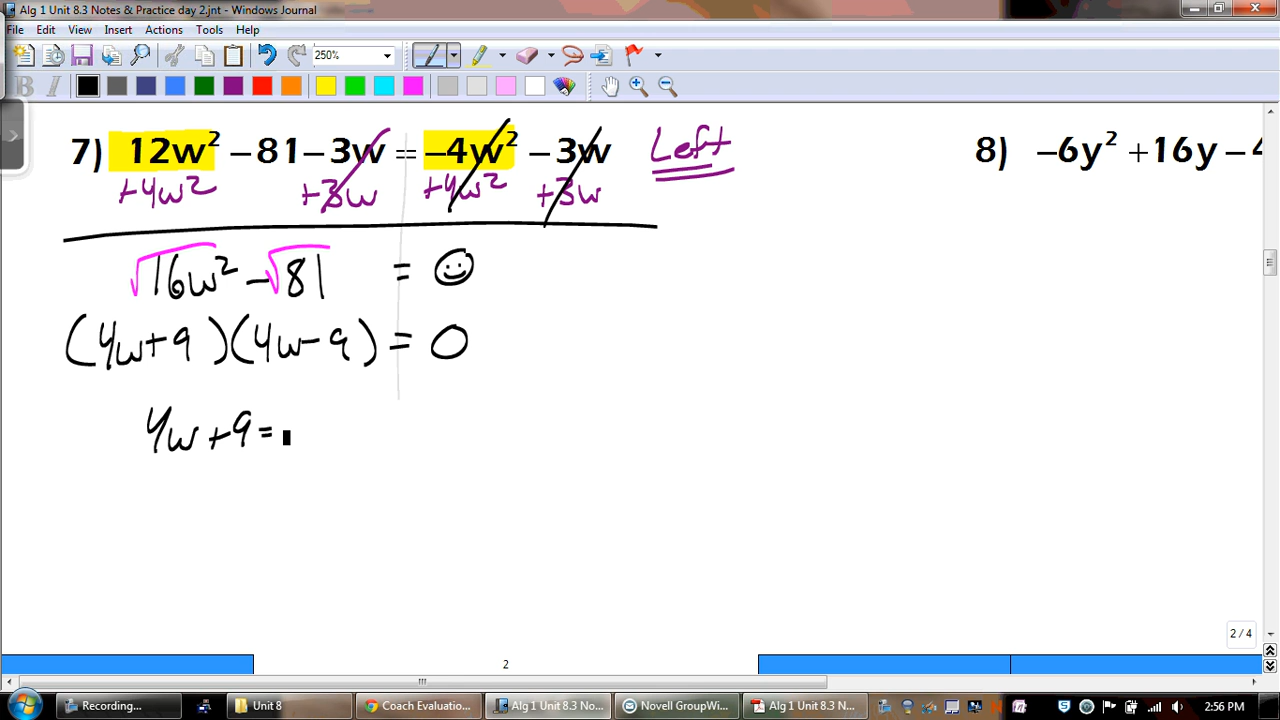 Alg 1 Unit 8.3 Notes & Practice day 2.jnt - Windows Journal
File Edit View Insert Actions Tools Help
250%
B I
7) 12w² – 81 – 3w = –4w² – 3w Left 8) –6y² + 16y – 4
+4w² +3w +4w² +3w
√16w² – √81 = ☺
(4w+9)(4w-9) = 0
4w+9=
2/4
2
Recording... Unit 8 Coach Evaluatio... Alg 1 Unit 8.3 No... Novell GroupWi... Alg 1 Unit 8.3 N... 2:56 PM